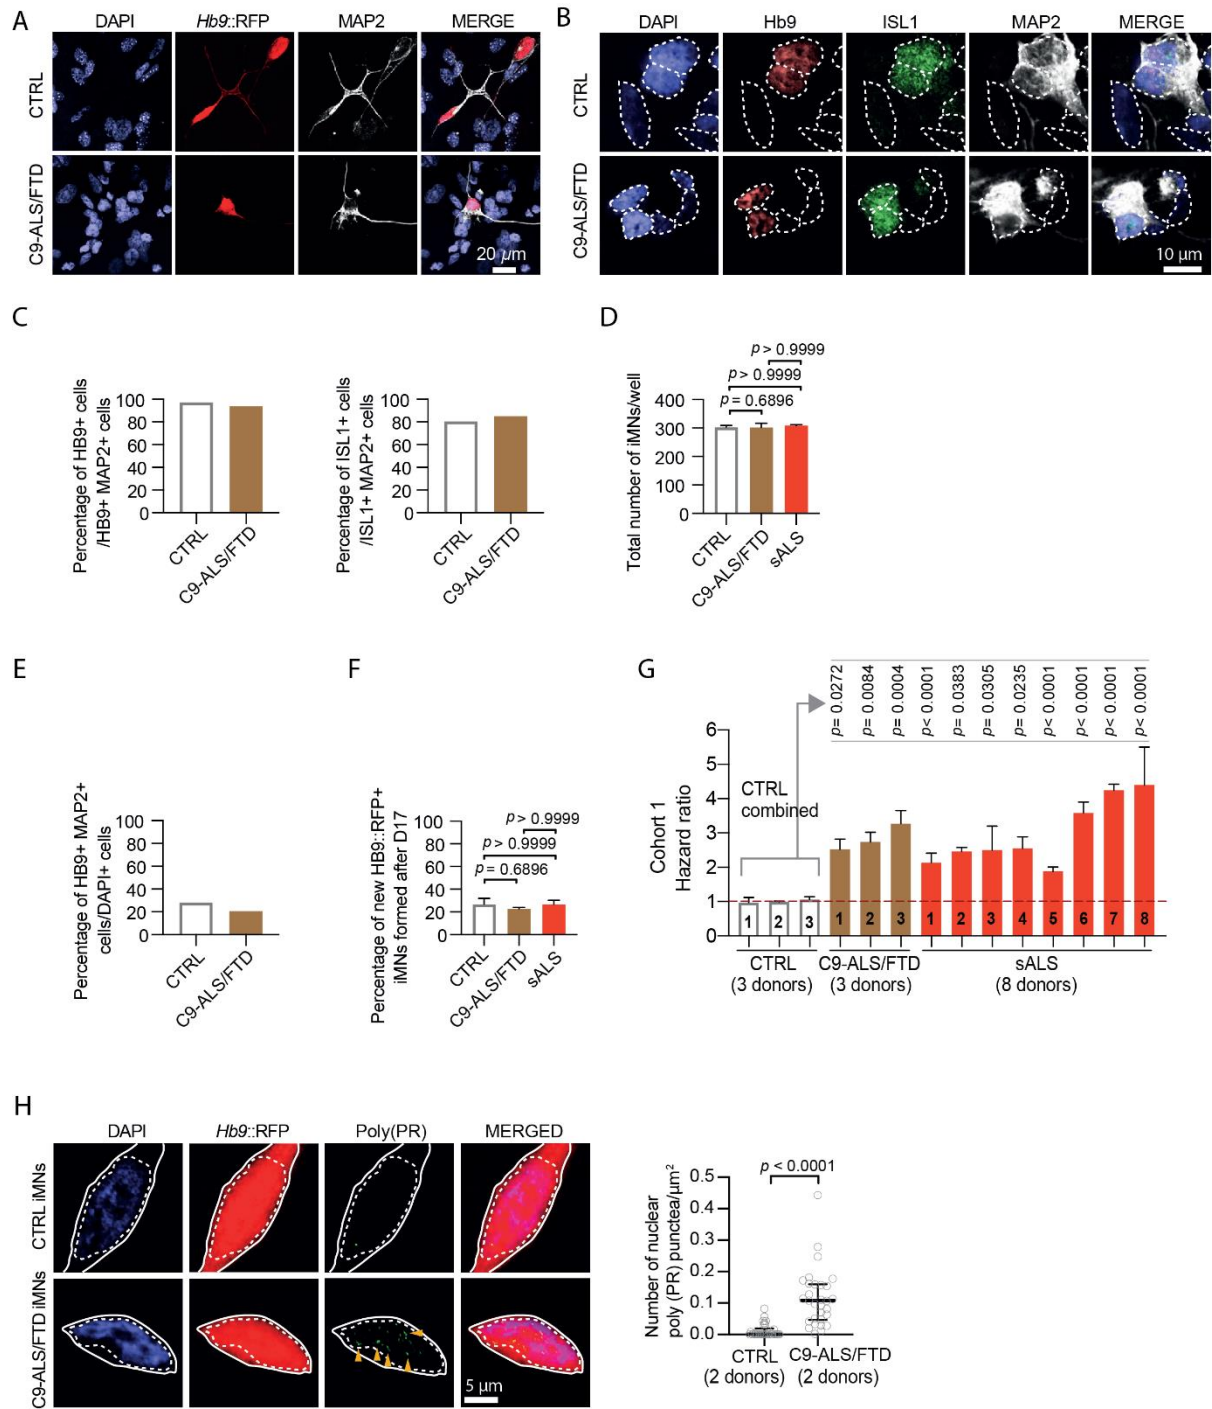 A
DAPI
Hb9::RFP
MAP2
MERGE
CTRL
C9-ALS/FTD
20 µm
B
DAPI
Hb9
ISL1
MAP2
MERGE
CTRL
C9-ALS/FTD
10 µm
C
Percentage of HB9+ cells
/HB9+ MAP2+ cells
100
80
60
40
20
0
CTRL
C9-ALS/FTD
Percentage of ISL1+ cells
/ISL1+ MAP2+ cells
100
80
60
40
20
0
CTRL
C9-ALS/FTD
D
Total number of iMNs/well
p > 0.9999
p > 0.9999
p = 0.6896
400
300
200
100
0
CTRL
C9-ALS/FTD
sALS
E
Percentage of HB9+ MAP2+
cells/DAPI+ cells
100
80
60
40
20
0
CTRL
C9-ALS/FTD
F
Percentage of new HB9::RFP+
iMNs formed after D17
p > 0.9999
p > 0.9999
p = 0.6896
100
80
60
40
20
0
CTRL
C9-ALS/FTD
sALS
G
p= 0.0272
p= 0.0084
p= 0.0004
p< 0.0001
p= 0.0383
p= 0.0305
p= 0.0235
p< 0.0001
p< 0.0001
p< 0.0001
p< 0.0001
Cohort 1
Hazard ratio
6
5
4
3
2
1
0
CTRL
combined
1 2 3 1 2 3 1 2 3 4 5 6 7 8
CTRL
(3 donors)
C9-ALS/FTD
(3 donors)
sALS
(8 donors)
H
DAPI
Hb9::RFP
Poly(PR)
MERGED
CTRL iMNs
C9-ALS/FTD iMNs
5 µm
Number of nuclear
poly (PR) punctea/µm²
p < 0.0001
0.5
0.4
0.3
0.2
0.1
0.0
CTRL
(2 donors)
C9-ALS/FTD
(2 donors)